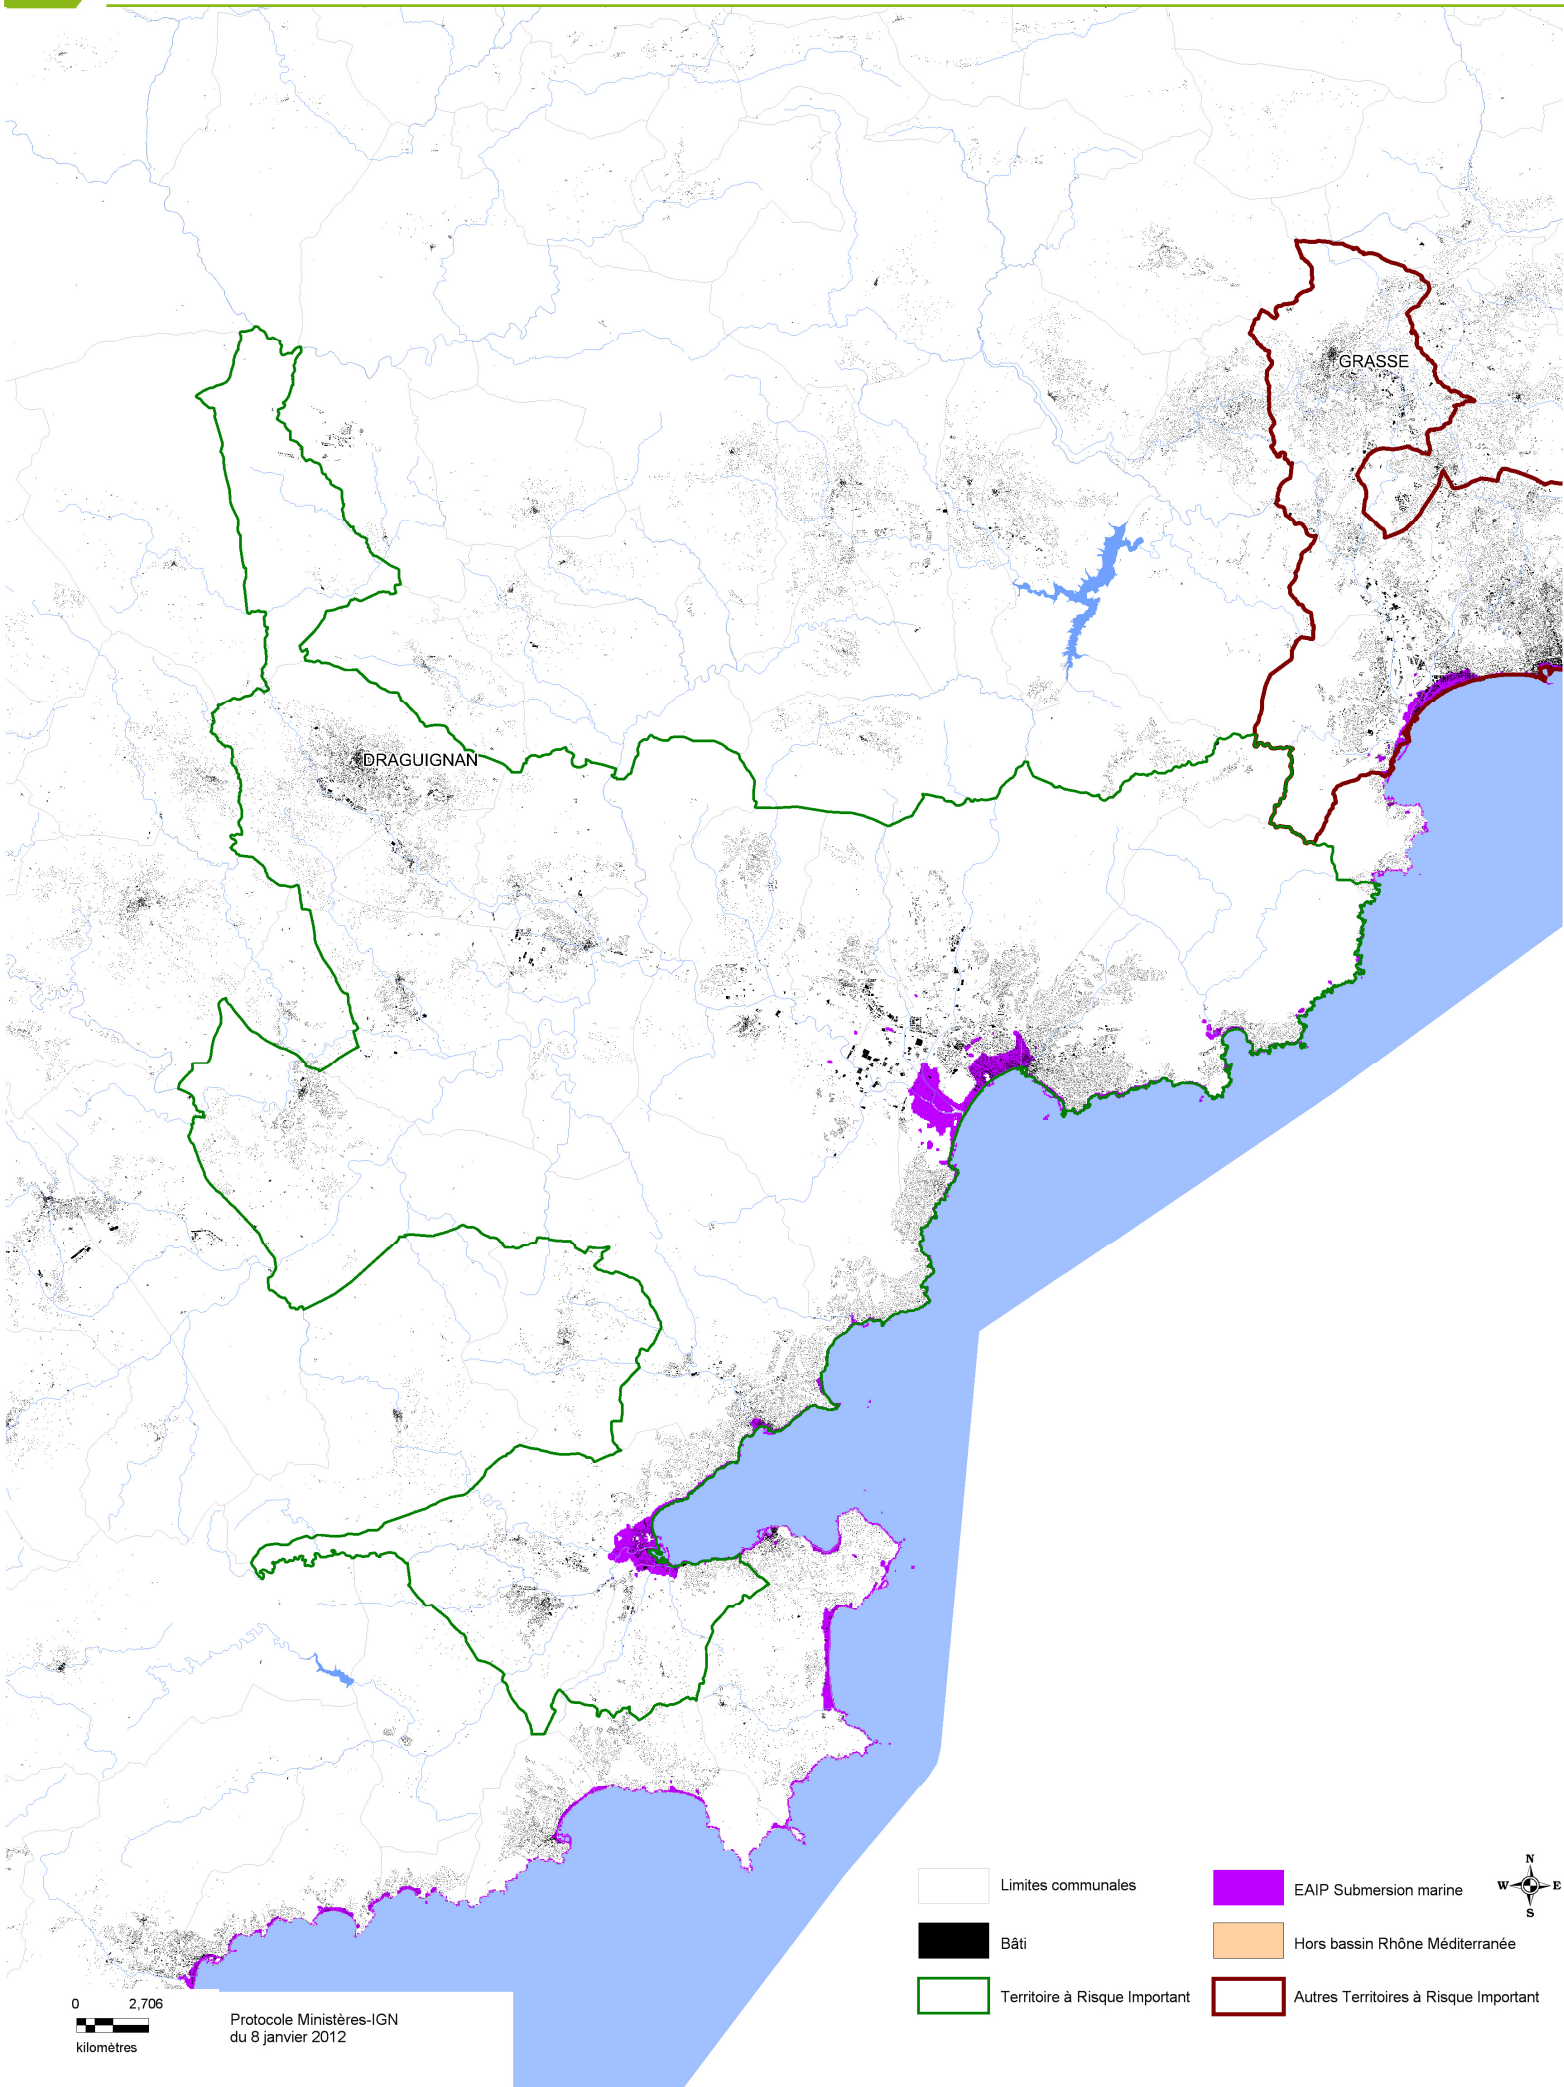 GRASSE
DRAGUIGNAN
Limites communales
Bâti
Territoire à Risque Important
EAIP Submersion marine
Hors bassin Rhône Méditerranée
Autres Territoires à Risque Important
N
W E
S
0 2,706
kilomètres
Protocole Ministères-IGN
du 8 janvier 2012